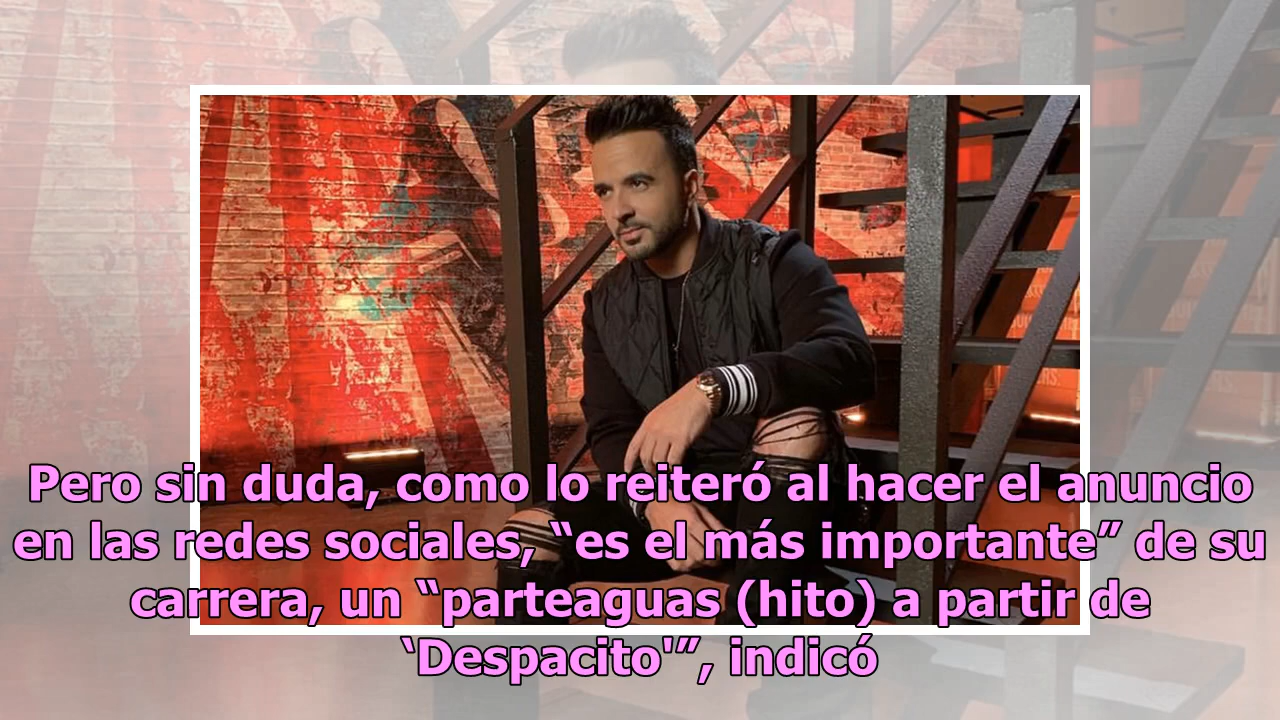 Pero sin duda, como lo reiteró al hacer el anuncio
en las redes sociales, “es el más importante” de su
carrera, un “parteaguas (hito) a partir de
‘Despacito'”, indicó